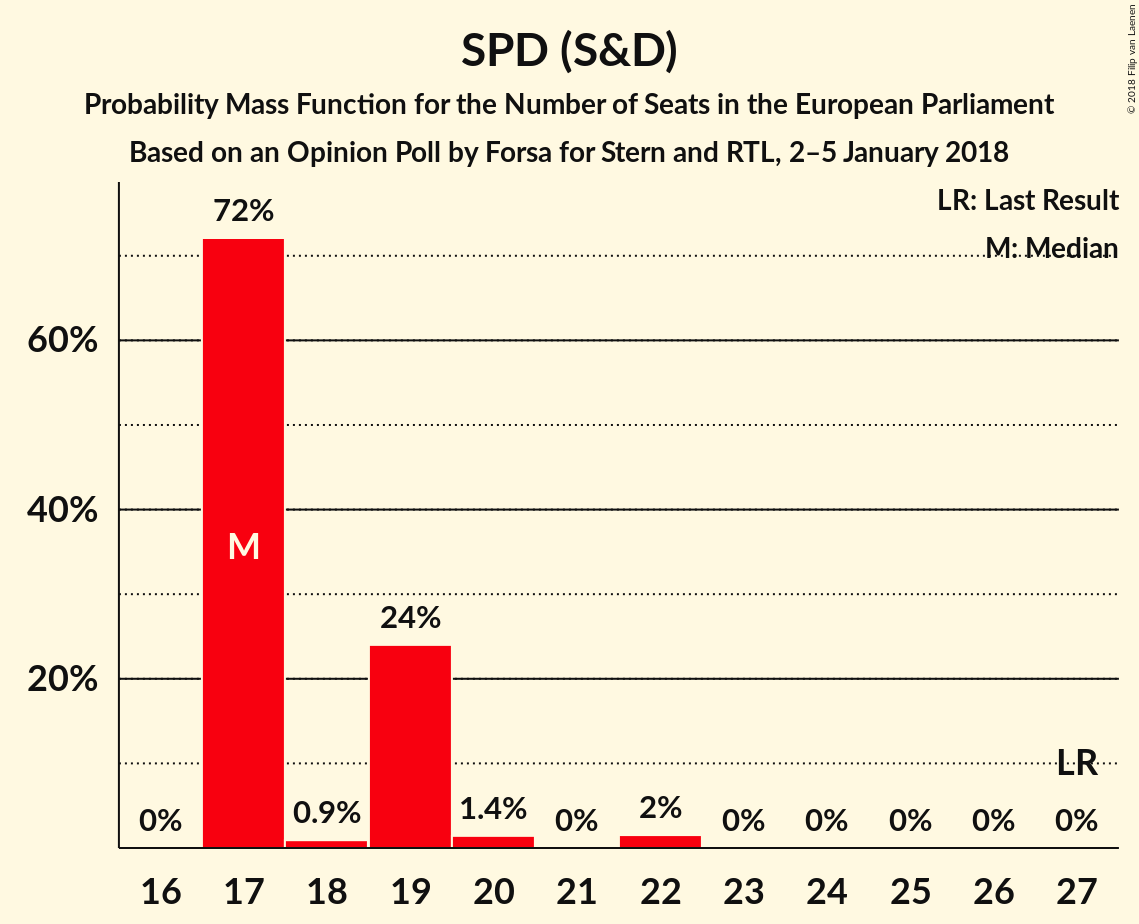 SPD (S&D)
Probability Mass Function for the Number of Seats in the European Parliament
Based on an Opinion Poll by Forsa for Stern and RTL, 2–5 January 2018
© 2018 Filip van Laenen
LR: Last Result
M: Median
72%
60%
40%
M
24%
20%
LR
0%
0.9%
1.4%
0%
2%
0%
0%
0%
0%
0%
16 17 18 19 20 21 22 23 24 25 26 27